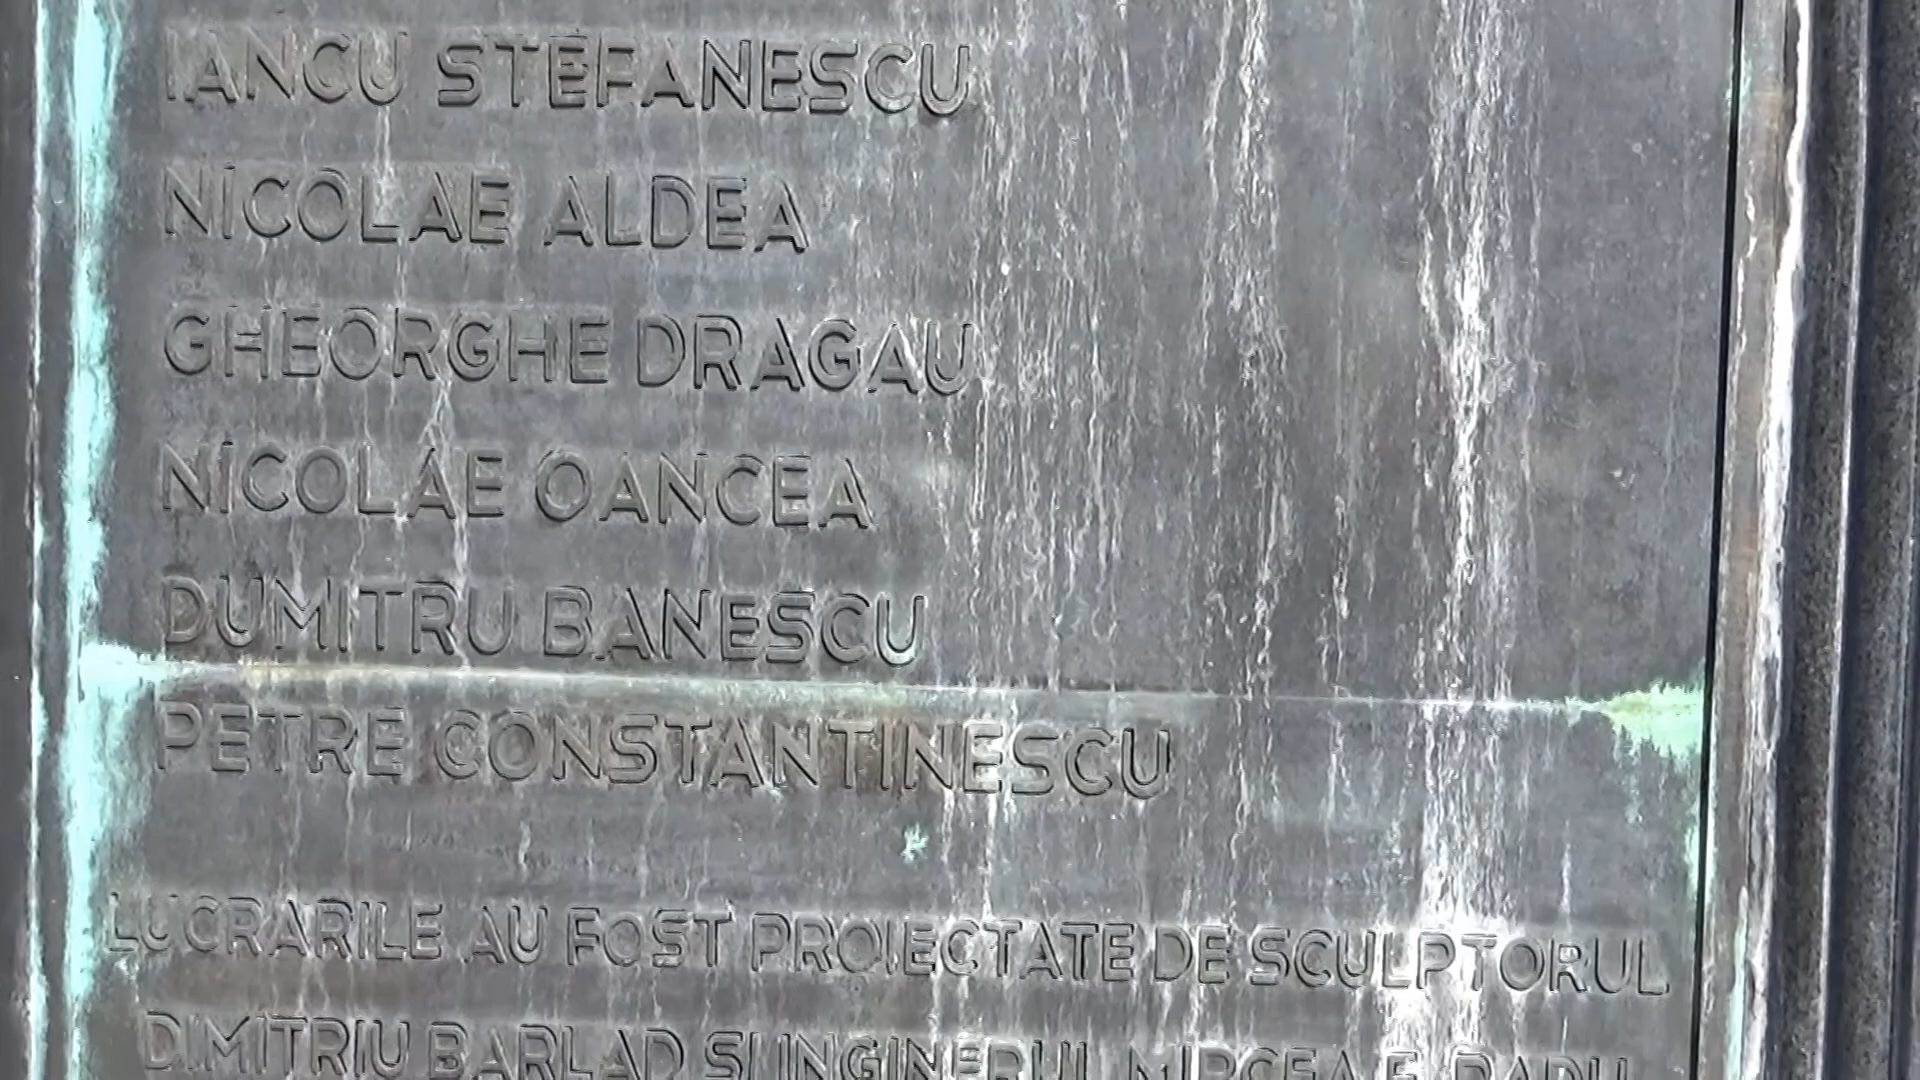 IANCU STEFANESCU
NICOLAE ALDEA
GHEORGHE DRAGAU
NICOLAE OANCEA
DUMITRU BANESCU
PETRE CONSTANTINESCU
LUCRARILE AU FOST PROIECTATE DE SCULPTORUL
DIMITRIU BARLAD SI INGINERUL MIRCEA E. RADU